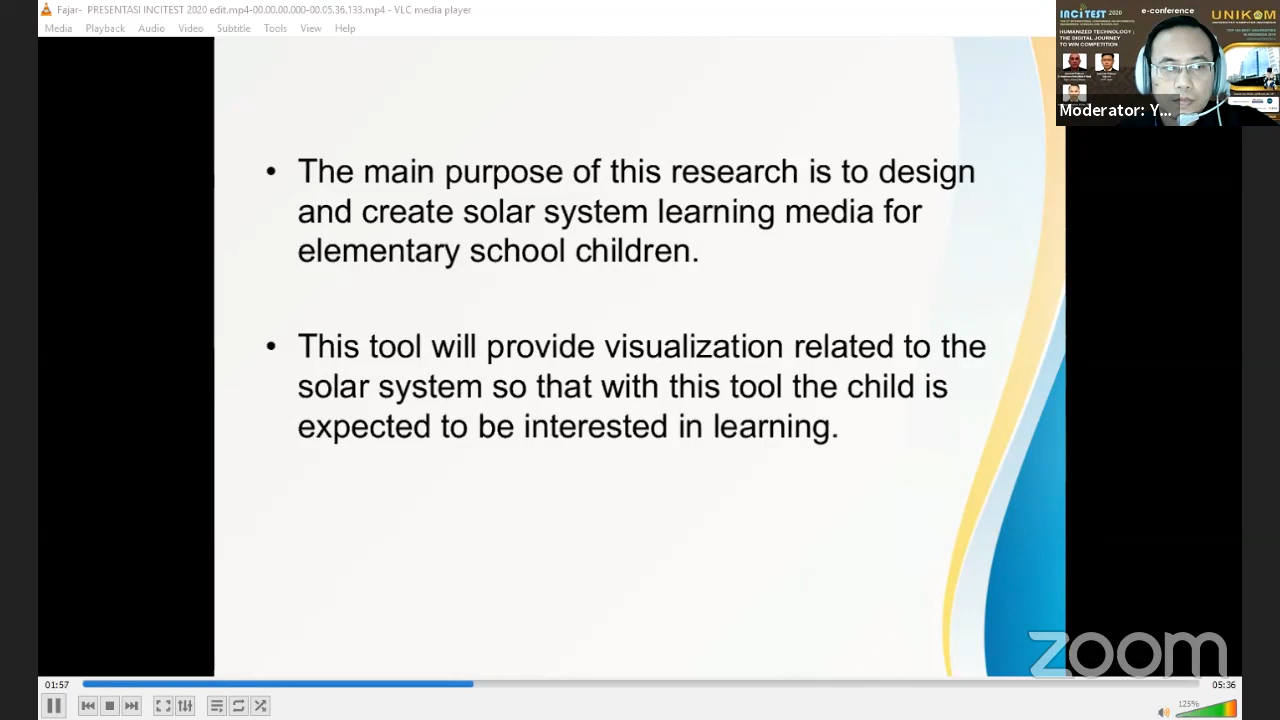 Fajar- PRESENTASI INCITEST 2020 edit.mp4-00.00.00.000-00.05.36.133.mp4 - VLC media player
Media Playback Audio Video Subtitle Tools View Help
INCITEST 2020
e-conference
UNIKOM
HUMANIZED TECHNOLOGY :
THE DIGITAL JOURNEY
TO WIN COMPETITION
Moderator: Y...
• The main purpose of this research is to design
and create solar system learning media for
elementary school children.
• This tool will provide visualization related to the
solar system so that with this tool the child is
expected to be interested in learning.
zoom
01:57
05:36
125%